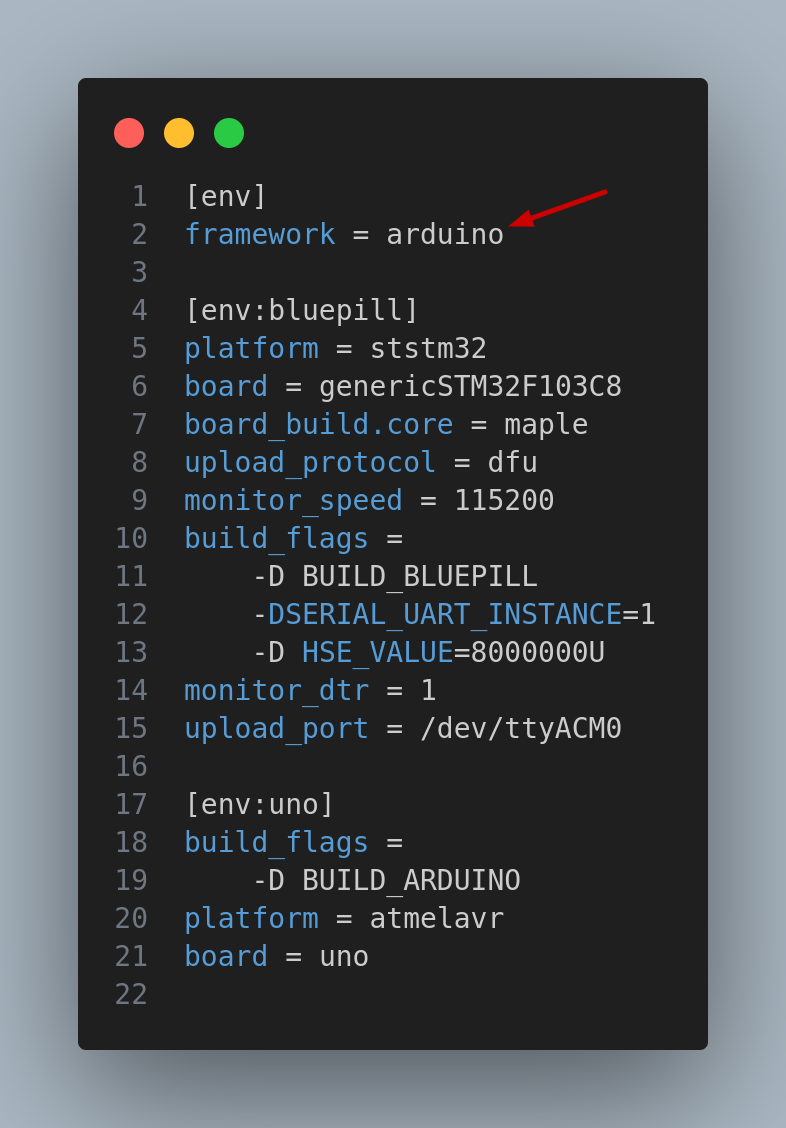 1 [env]
2 framework = arduino
3
4 [env:bluepill]
5 platform = ststm32
6 board = genericSTM32F103C8
7 board_build.core = maple
8 upload_protocol = dfu
9 monitor_speed = 115200
10 build_flags =
11     -D BUILD_BLUEPILL
12     -DSERIAL_UART_INSTANCE=1
13     -D HSE_VALUE=8000000U
14 monitor_dtr = 1
15 upload_port = /dev/ttyACM0
16
17 [env:uno]
18 build_flags =
19     -D BUILD_ARDUINO
20 platform = atmelavr
21 board = uno
22